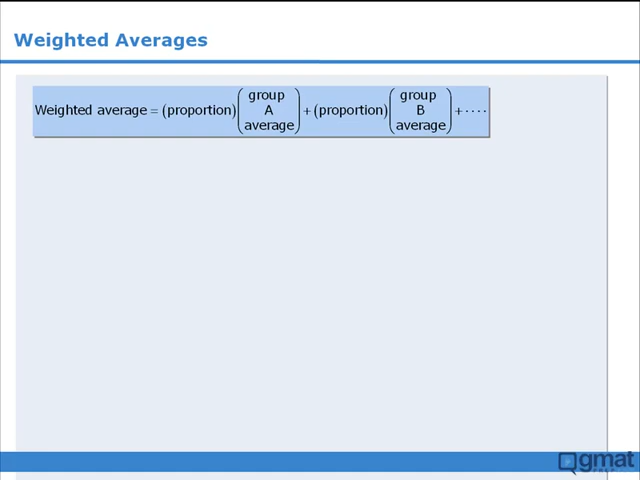 Weighted Averages
Weighted average = (proportion)(group A average) + (proportion)(group B average) + ....
gmat